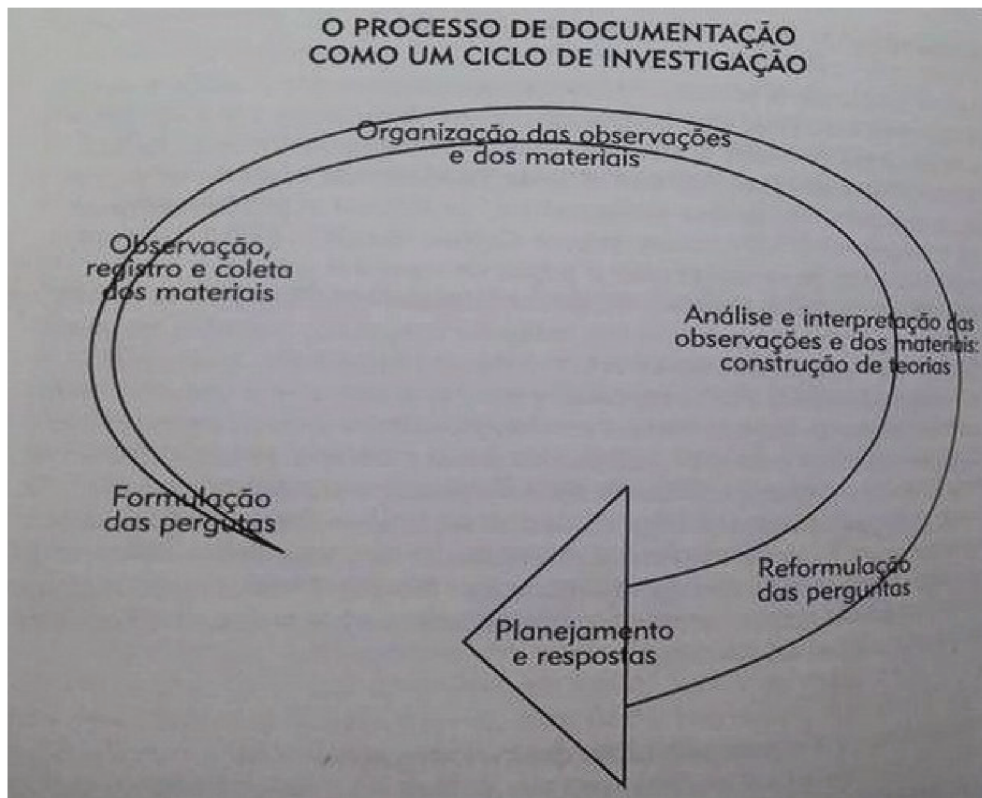 O PROCESSO DE DOCUMENTAÇÃO
COMO UM CICLO DE INVESTIGAÇÃO
Organização das observações
e dos materiais
Observação,
registro e coleta
dos materiais
Análise e interpretação das
observações e dos materiais:
construção de teorias
Formulação
das pergutas
Reformulação
das perguntas
Planejamento
e respostas